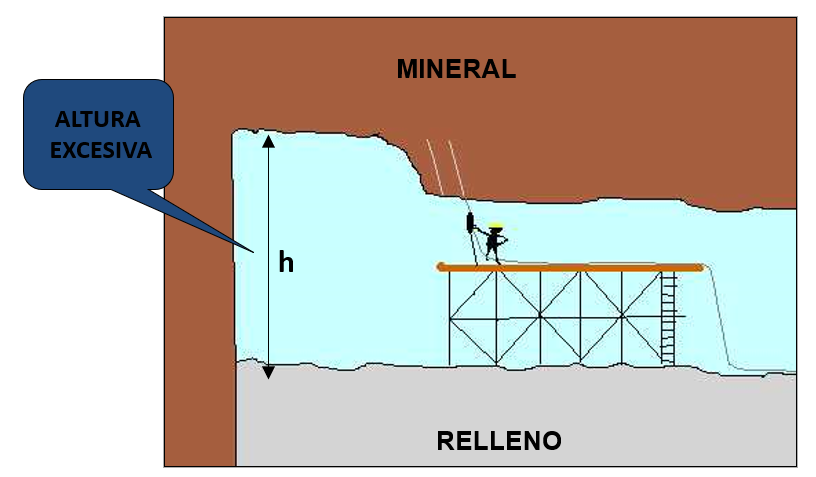 MINERAL
ALTURA
EXCESIVA
h
RELLENO